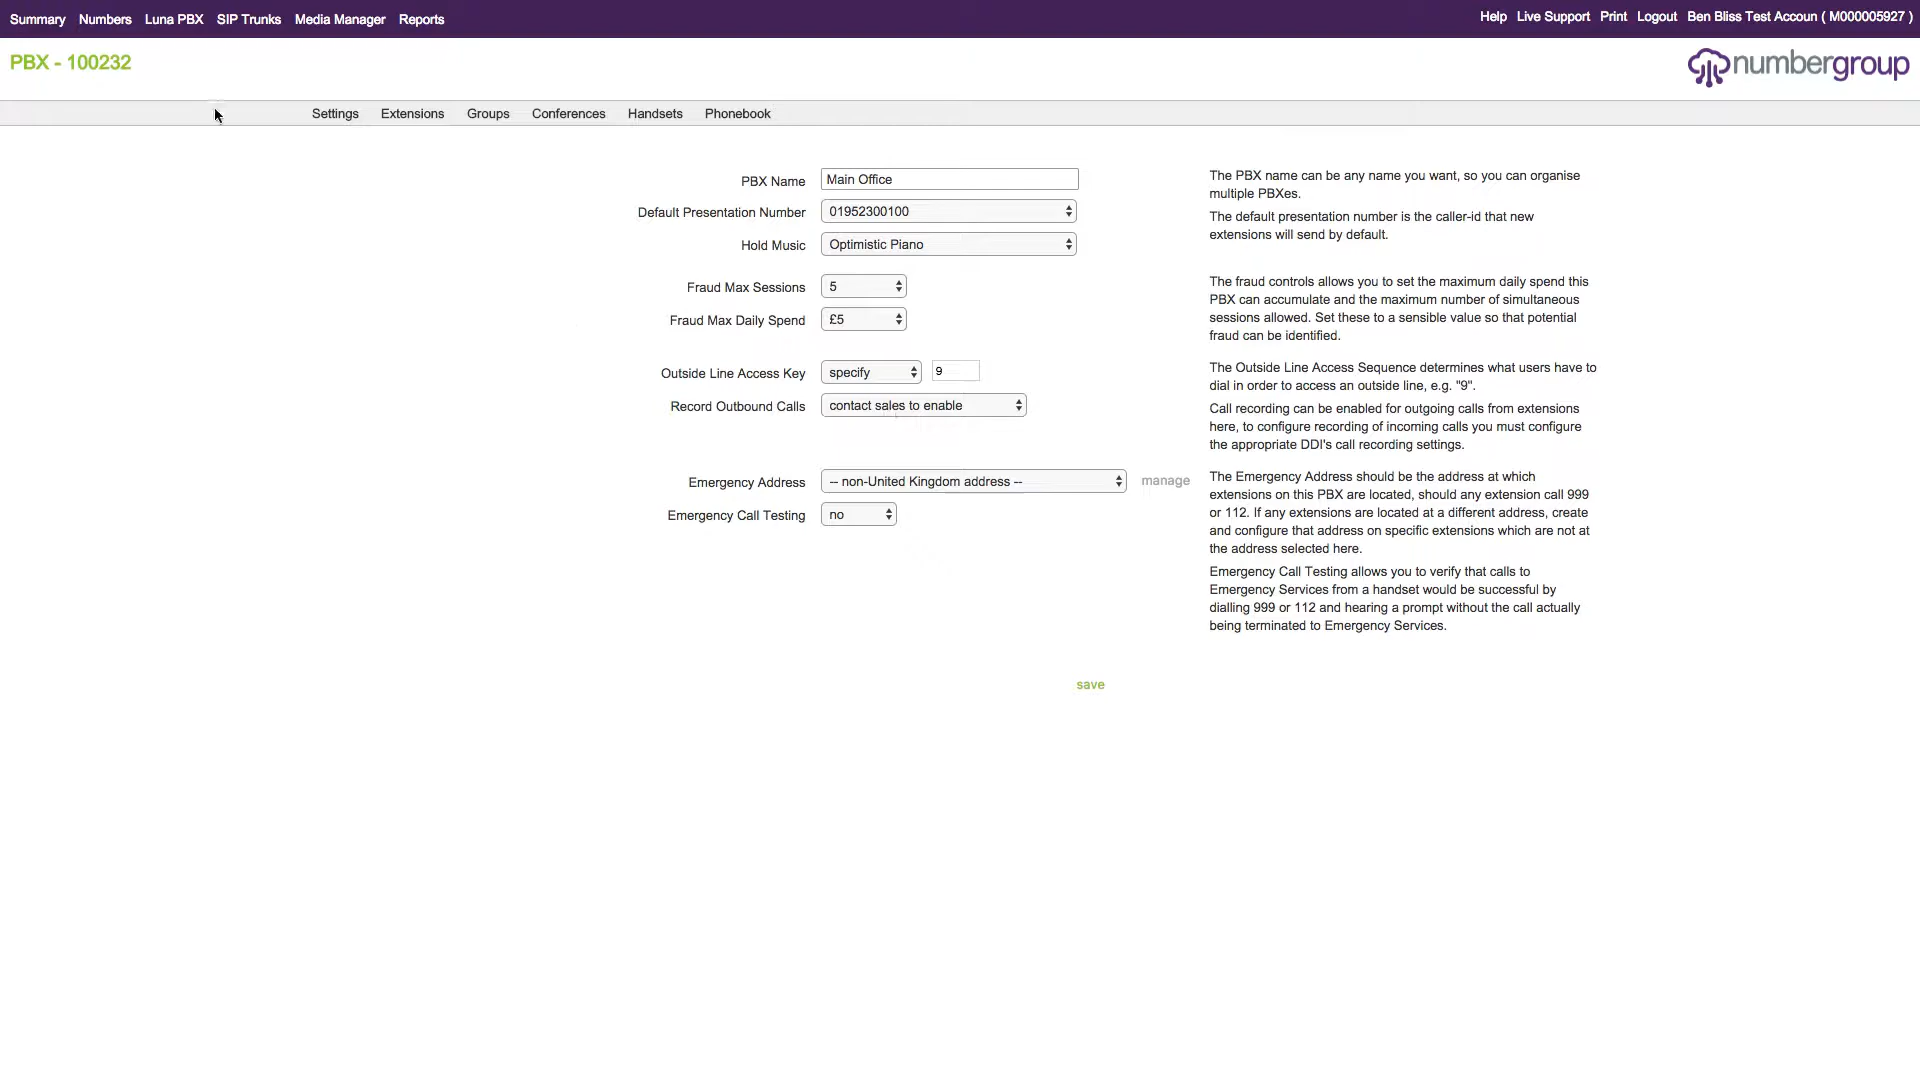 Summary Numbers Luna PBX SIP Trunks Media Manager Reports
Help Live Support Print Logout Ben Bliss Test Accoun ( M000005927 )
PBX - 100232
numbergroup
Settings Extensions Groups Conferences Handsets Phonebook
PBX Name Main Office
Default Presentation Number 01952300100
Hold Music Optimistic Piano
Fraud Max Sessions 5
Fraud Max Daily Spend £5
Outside Line Access Key specify 9
Record Outbound Calls contact sales to enable
Emergency Address -- non-United Kingdom address -- manage
Emergency Call Testing no
The PBX name can be any name you want, so you can organise
multiple PBXes.
The default presentation number is the caller-id that new
extensions will send by default.
The fraud controls allows you to set the maximum daily spend this
PBX can accumulate and the maximum number of simultaneous
sessions allowed. Set these to a sensible value so that potential
fraud can be identified.
The Outside Line Access Sequence determines what users have to
dial in order to access an outside line, e.g. "9".
Call recording can be enabled for outgoing calls from extensions
here, to configure recording of incoming calls you must configure
the appropriate DDI's call recording settings.
The Emergency Address should be the address at which
extensions on this PBX are located, should any extension call 999
or 112. If any extensions are located at a different address, create
and configure that address on specific extensions which are not at
the address selected here.
Emergency Call Testing allows you to verify that calls to
Emergency Services from a handset would be successful by
dialling 999 or 112 and hearing a prompt without the call actually
being terminated to Emergency Services.
save